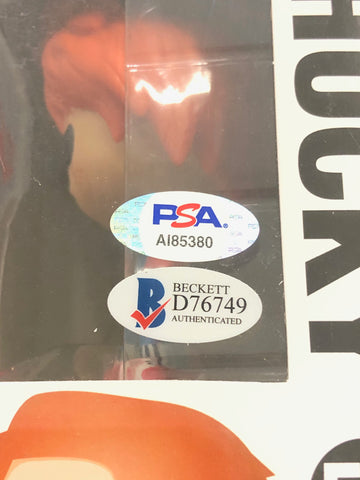 PSA
AI85380
BECKETT
B D76749
AUTHENTICATED
HUCKY